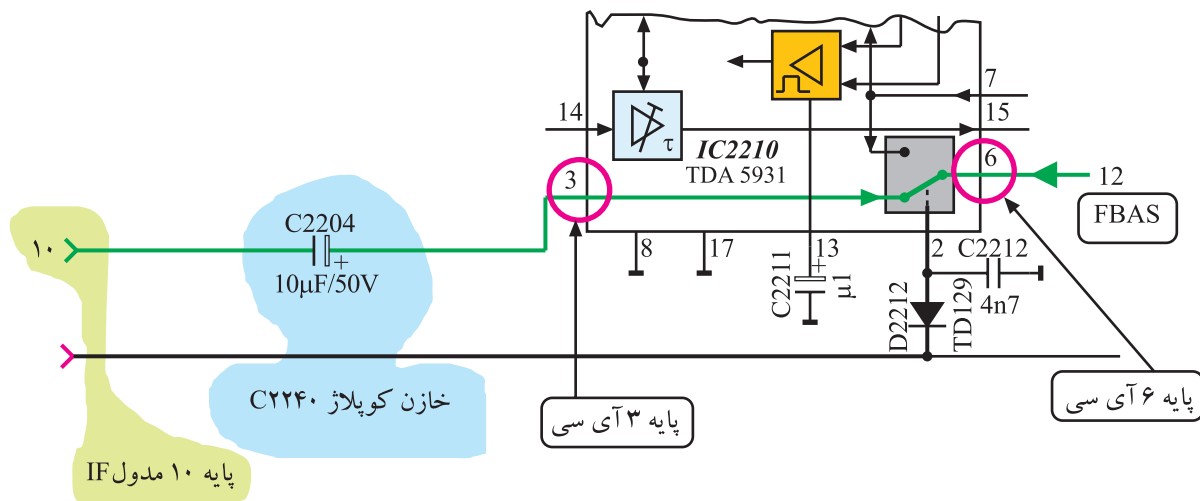 7
14
15
IC2210
TDA 5931
τ
3
6
12
FBAS
C2204
۱۰
+
10µF/50V
8
17
13
2
C2212
4n7
C2211
+
µ1
D2212
TD129
خازن کوپلاژ C۲۲۴۰
پایه ۳ آی سی
پایه ۶ آی سی
پایه ۱۰ مدول IF